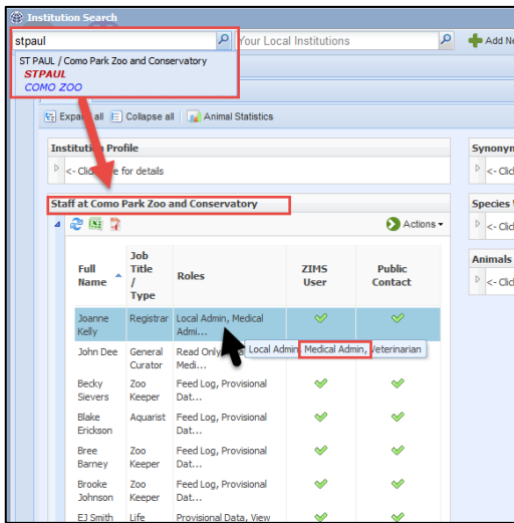 Institution Search
stpaul
Your Local Institutions
Add Ne
ST PAUL / Como Park Zoo and Conservatory
STPAUL
COMO ZOO
Expand all Collapse all Animal Statistics
Institution Profile
Synonym
<- Click for details
<- Click
Staff at Como Park Zoo and Conservatory
Species
Actions
<- Click
Full Name
Job Title / Type
Roles
ZIMS User
Public Contact
Animals
<- Click
Joanne Kelly
Registrar
Local Admin, Medical Admi...
Local Admin, Medical Admin, Veterinarian
John Dee
General Curator
Read Only
Medi...
Becky Sievers
Zoo Keeper
Feed Log, Provisional Dat...
Blake Erickson
Aquarist
Feed Log, Provisional Dat...
Bree Barney
Zoo Keeper
Feed Log, Provisional Dat...
Brooke Johnson
Zoo Keeper
Feed Log, Provisional Dat...
EJ Smith
Life
Provisional Data, View